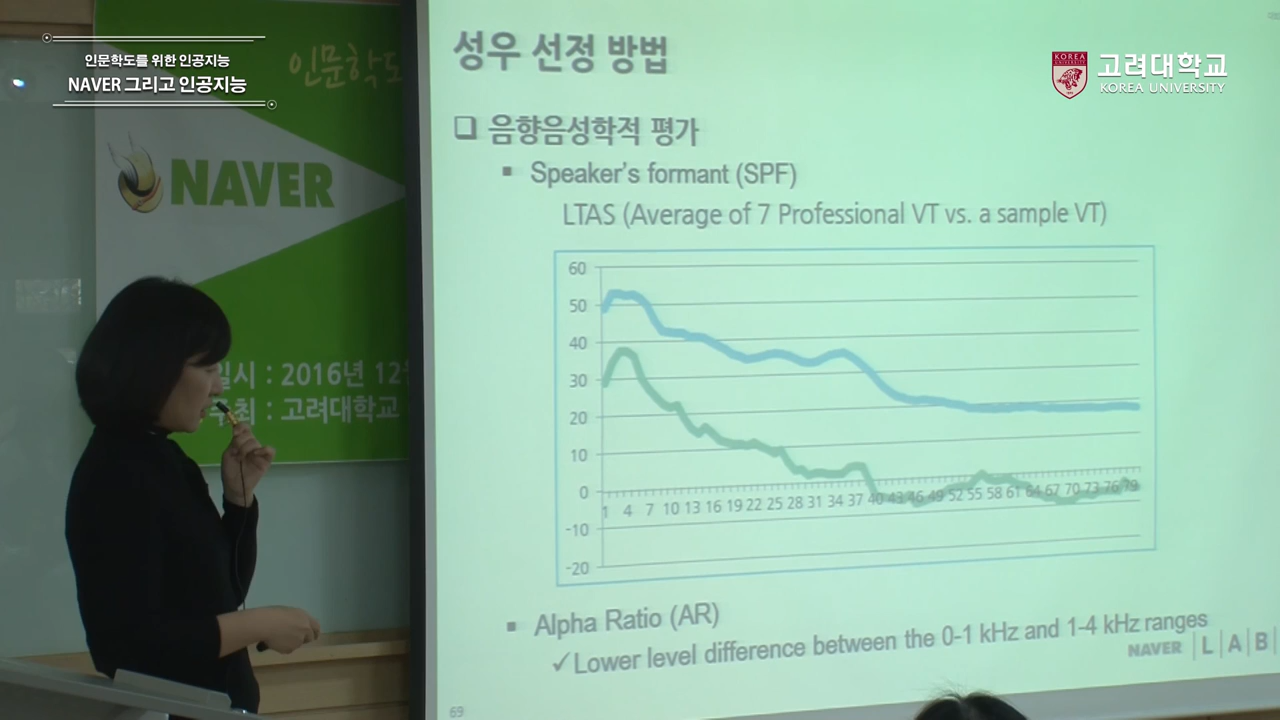 인문학도를 위한 인공지능
NAVER 그리고 인공지능
KOREA
고려대학교
KOREA UNIVERSITY
인문학도
NAVER
일시 : 2016년 12
주최 : 고려대학교
성우 선정 방법
❑ 음향음성학적 평가
▪ Speaker's formant (SPF)
LTAS (Average of 7 Professional VT vs. a sample VT)
60
50
40
30
20
10
0
-10
-20
1 4 7 10 13 16 19 22 25 28 31 34 37 40 43 46 49 52 55 58 61 64 67 70 73 76 79
▪ Alpha Ratio (AR)
✓Lower level difference between the 0-1 kHz and 1-4 kHz ranges
NAVER | L | A | B |
69